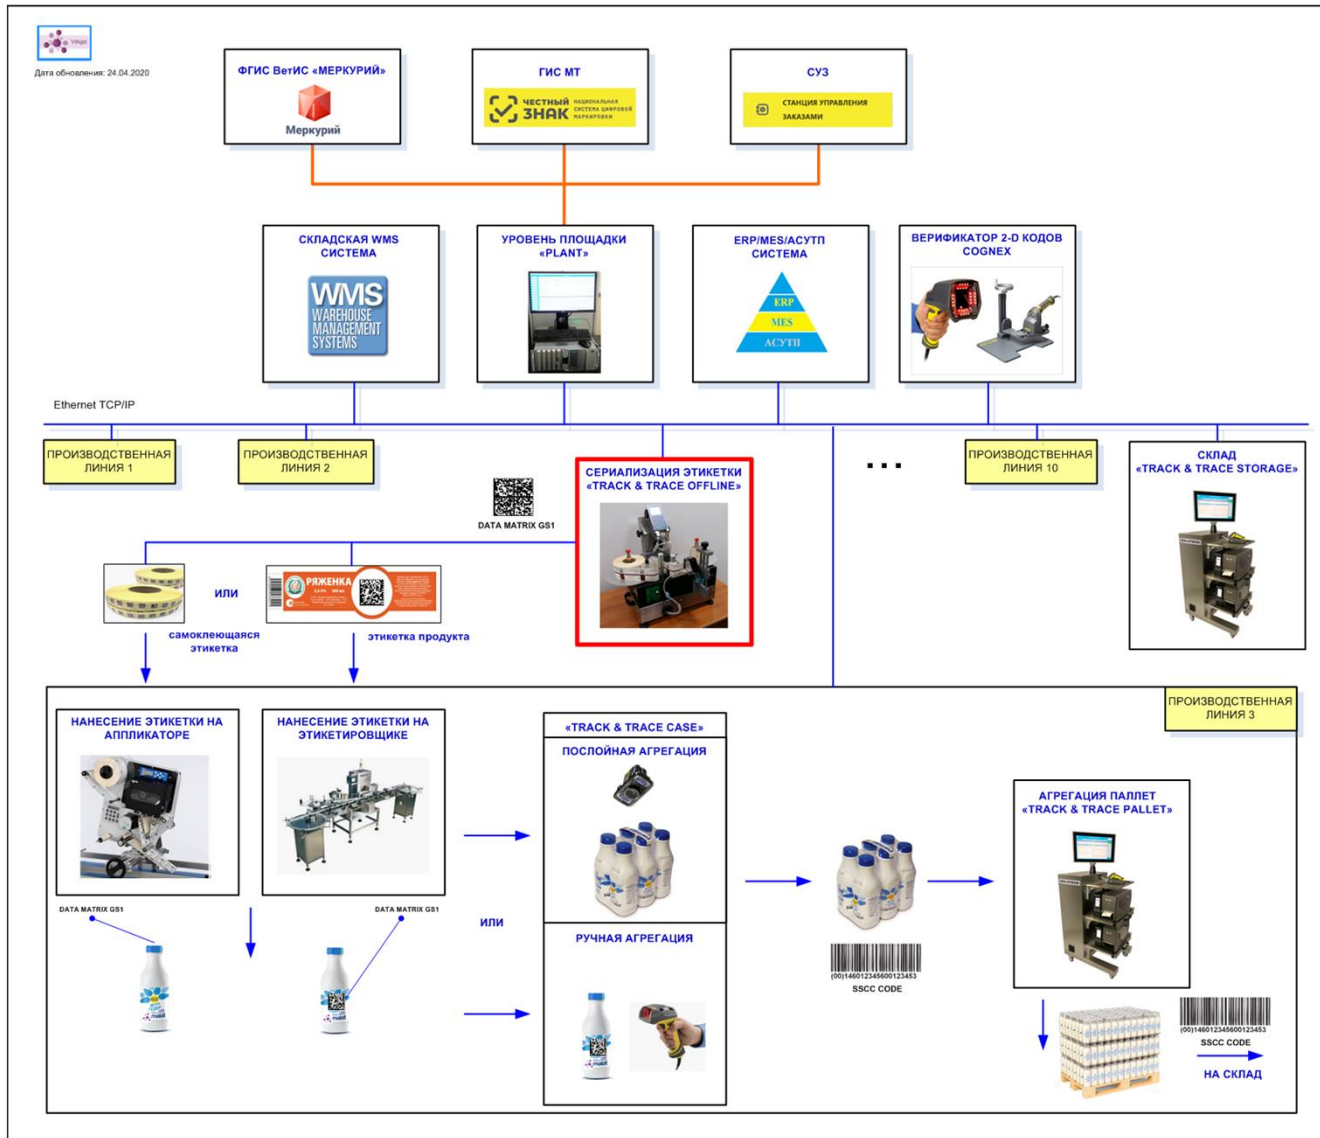 VINjet
Дата обновления: 24.04.2020
ФГИС ВетИС «МЕРКУРИЙ»
Меркурий
ГИС МТ
ЧЕСТНЫЙ
ЗНАК
НАЦИОНАЛЬНАЯ
СИСТЕМА ЦИФРОВОЙ
МАРКИРОВКИ
СУЗ
СТАНЦИЯ УПРАВЛЕНИЯ
ЗАКАЗАМИ
СКЛАДСКАЯ WMS
СИСТЕМА
WMS
WAREHOUSE
MANAGEMENT
SYSTEMS
УРОВЕНЬ ПЛОЩАДКИ
«PLANT»
ERP/MES/АСУТП
СИСТЕМА
ERP
MES
АСУТП
ВЕРИФИКАТОР 2-D КОДОВ
COGNEX
Ethernet TCP/IP
ПРОИЗВОДСТВЕННАЯ
ЛИНИЯ 1
ПРОИЗВОДСТВЕННАЯ
ЛИНИЯ 2
СЕРИАЛИЗАЦИЯ ЭТИКЕТКИ
«TRACK & TRACE OFFLINE»
...
ПРОИЗВОДСТВЕННАЯ
ЛИНИЯ 10
СКЛАД
«TRACK & TRACE STORAGE»
DATA MATRIX GS1
ИЛИ
РЯЖЕНКА
самоклеющаяся
этикетка
этикетка продукта
ПРОИЗВОДСТВЕННАЯ
ЛИНИЯ 3
НАНЕСЕНИЕ ЭТИКЕТКИ НА
АППЛИКАТОРЕ
НАНЕСЕНИЕ ЭТИКЕТКИ НА
ЭТИКЕТИРОВЩИКЕ
«TRACK & TRACE CASE»
ПОСЛОЙНАЯ АГРЕГАЦИЯ
АГРЕГАЦИЯ ПАЛЛЕТ
«TRACK & TRACE PALLET»
DATA MATRIX GS1
DATA MATRIX GS1
ИЛИ
РУЧНАЯ АГРЕГАЦИЯ
(00)146012345600123453
SSCC CODE
(00)146012345600123453
SSCC CODE
НА СКЛАД